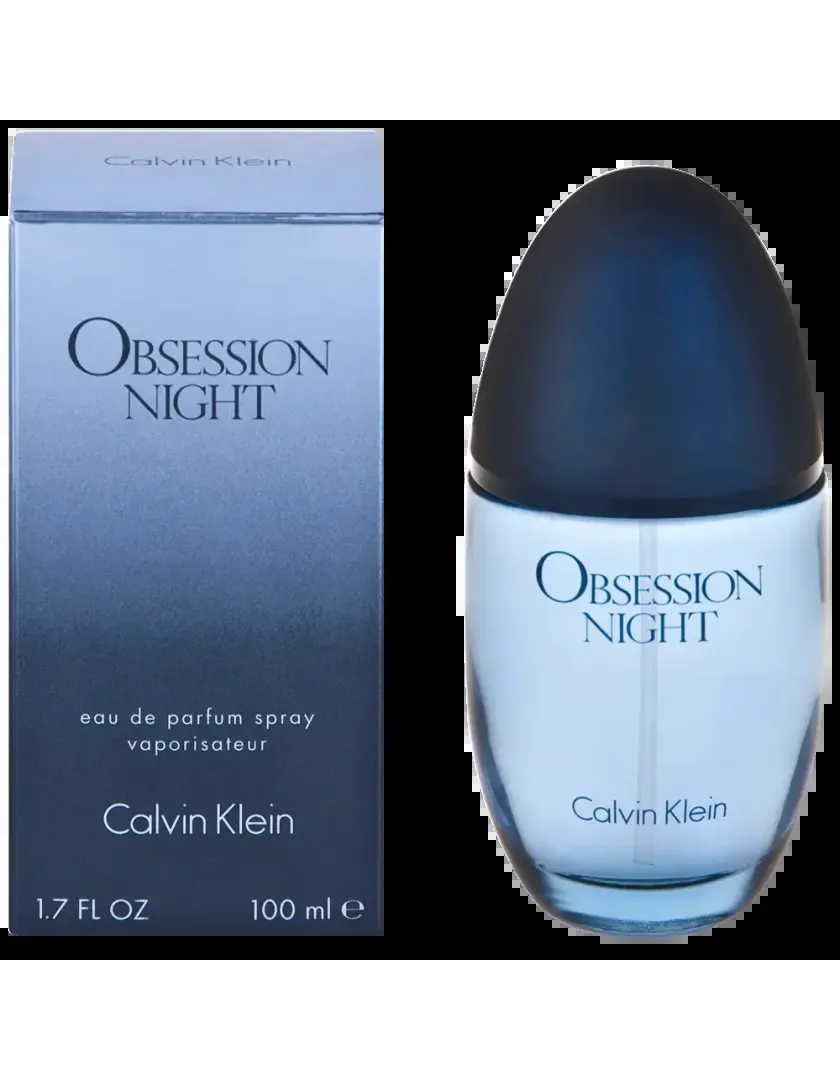 Calvin Klein
OBSESSION
NIGHT
eau de parfum spray
vaporisateur
Calvin Klein
1.7 FL OZ 100 ml ℮
OBSESSION
NIGHT
Calvin Klein